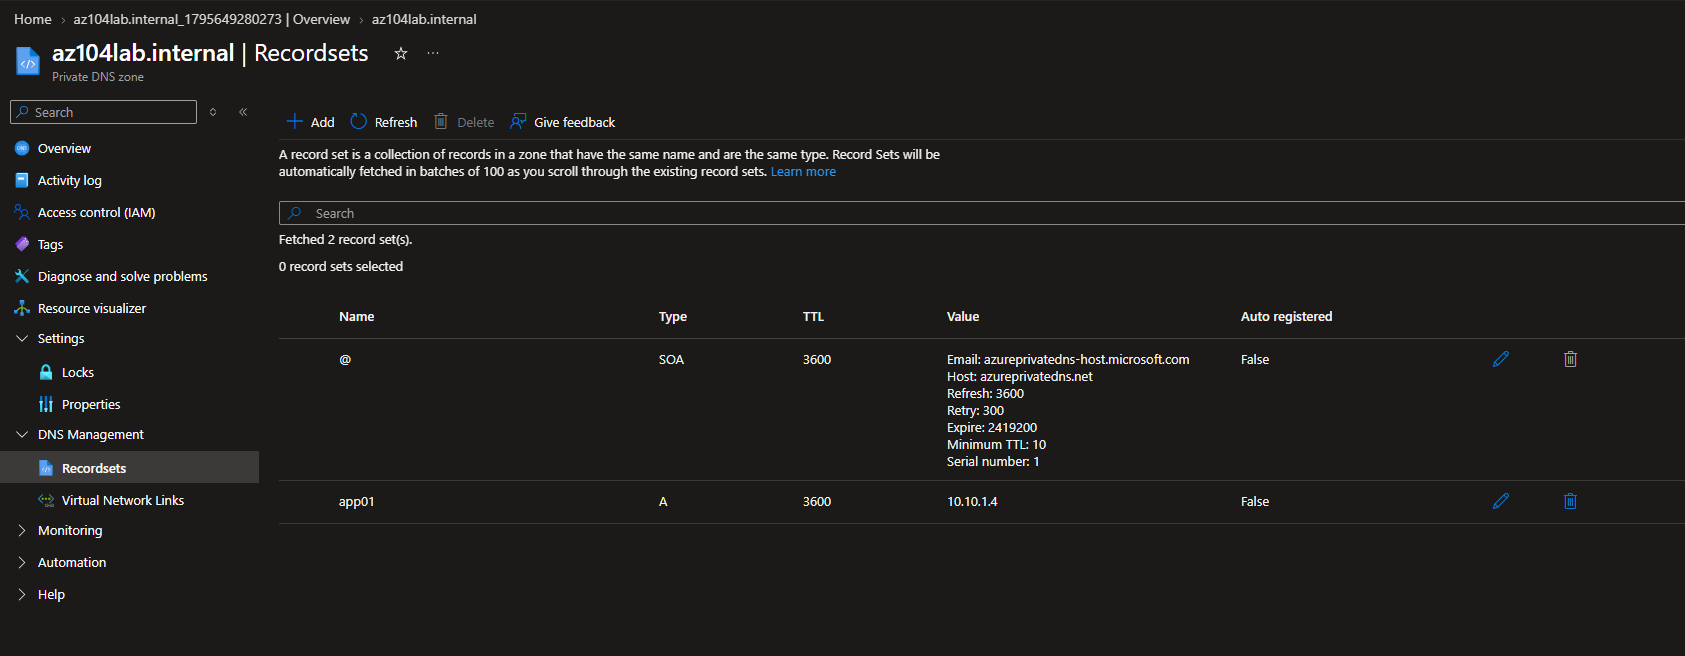 Home > az104lab.internal_1795649280273 | Overview > az104lab.internal
az104lab.internal | Recordsets
Private DNS zone
Search
Overview
Activity log
Access control (IAM)
Tags
Diagnose and solve problems
Resource visualizer
Settings
Locks
Properties
DNS Management
Recordsets
Virtual Network Links
Monitoring
Automation
Help
Add Refresh Delete Give feedback
A record set is a collection of records in a zone that have the same name and are the same type. Record Sets will be
automatically fetched in batches of 100 as you scroll through the existing record sets. Learn more
Search
Fetched 2 record set(s).
0 record sets selected
Name Type TTL Value Auto registered
@ SOA 3600 Email: azureprivatedns-host.microsoft.com False
Host: azureprivatedns.net
Refresh: 3600
Retry: 300
Expire: 2419200
Minimum TTL: 10
Serial number: 1
app01 A 3600 10.10.1.4 False